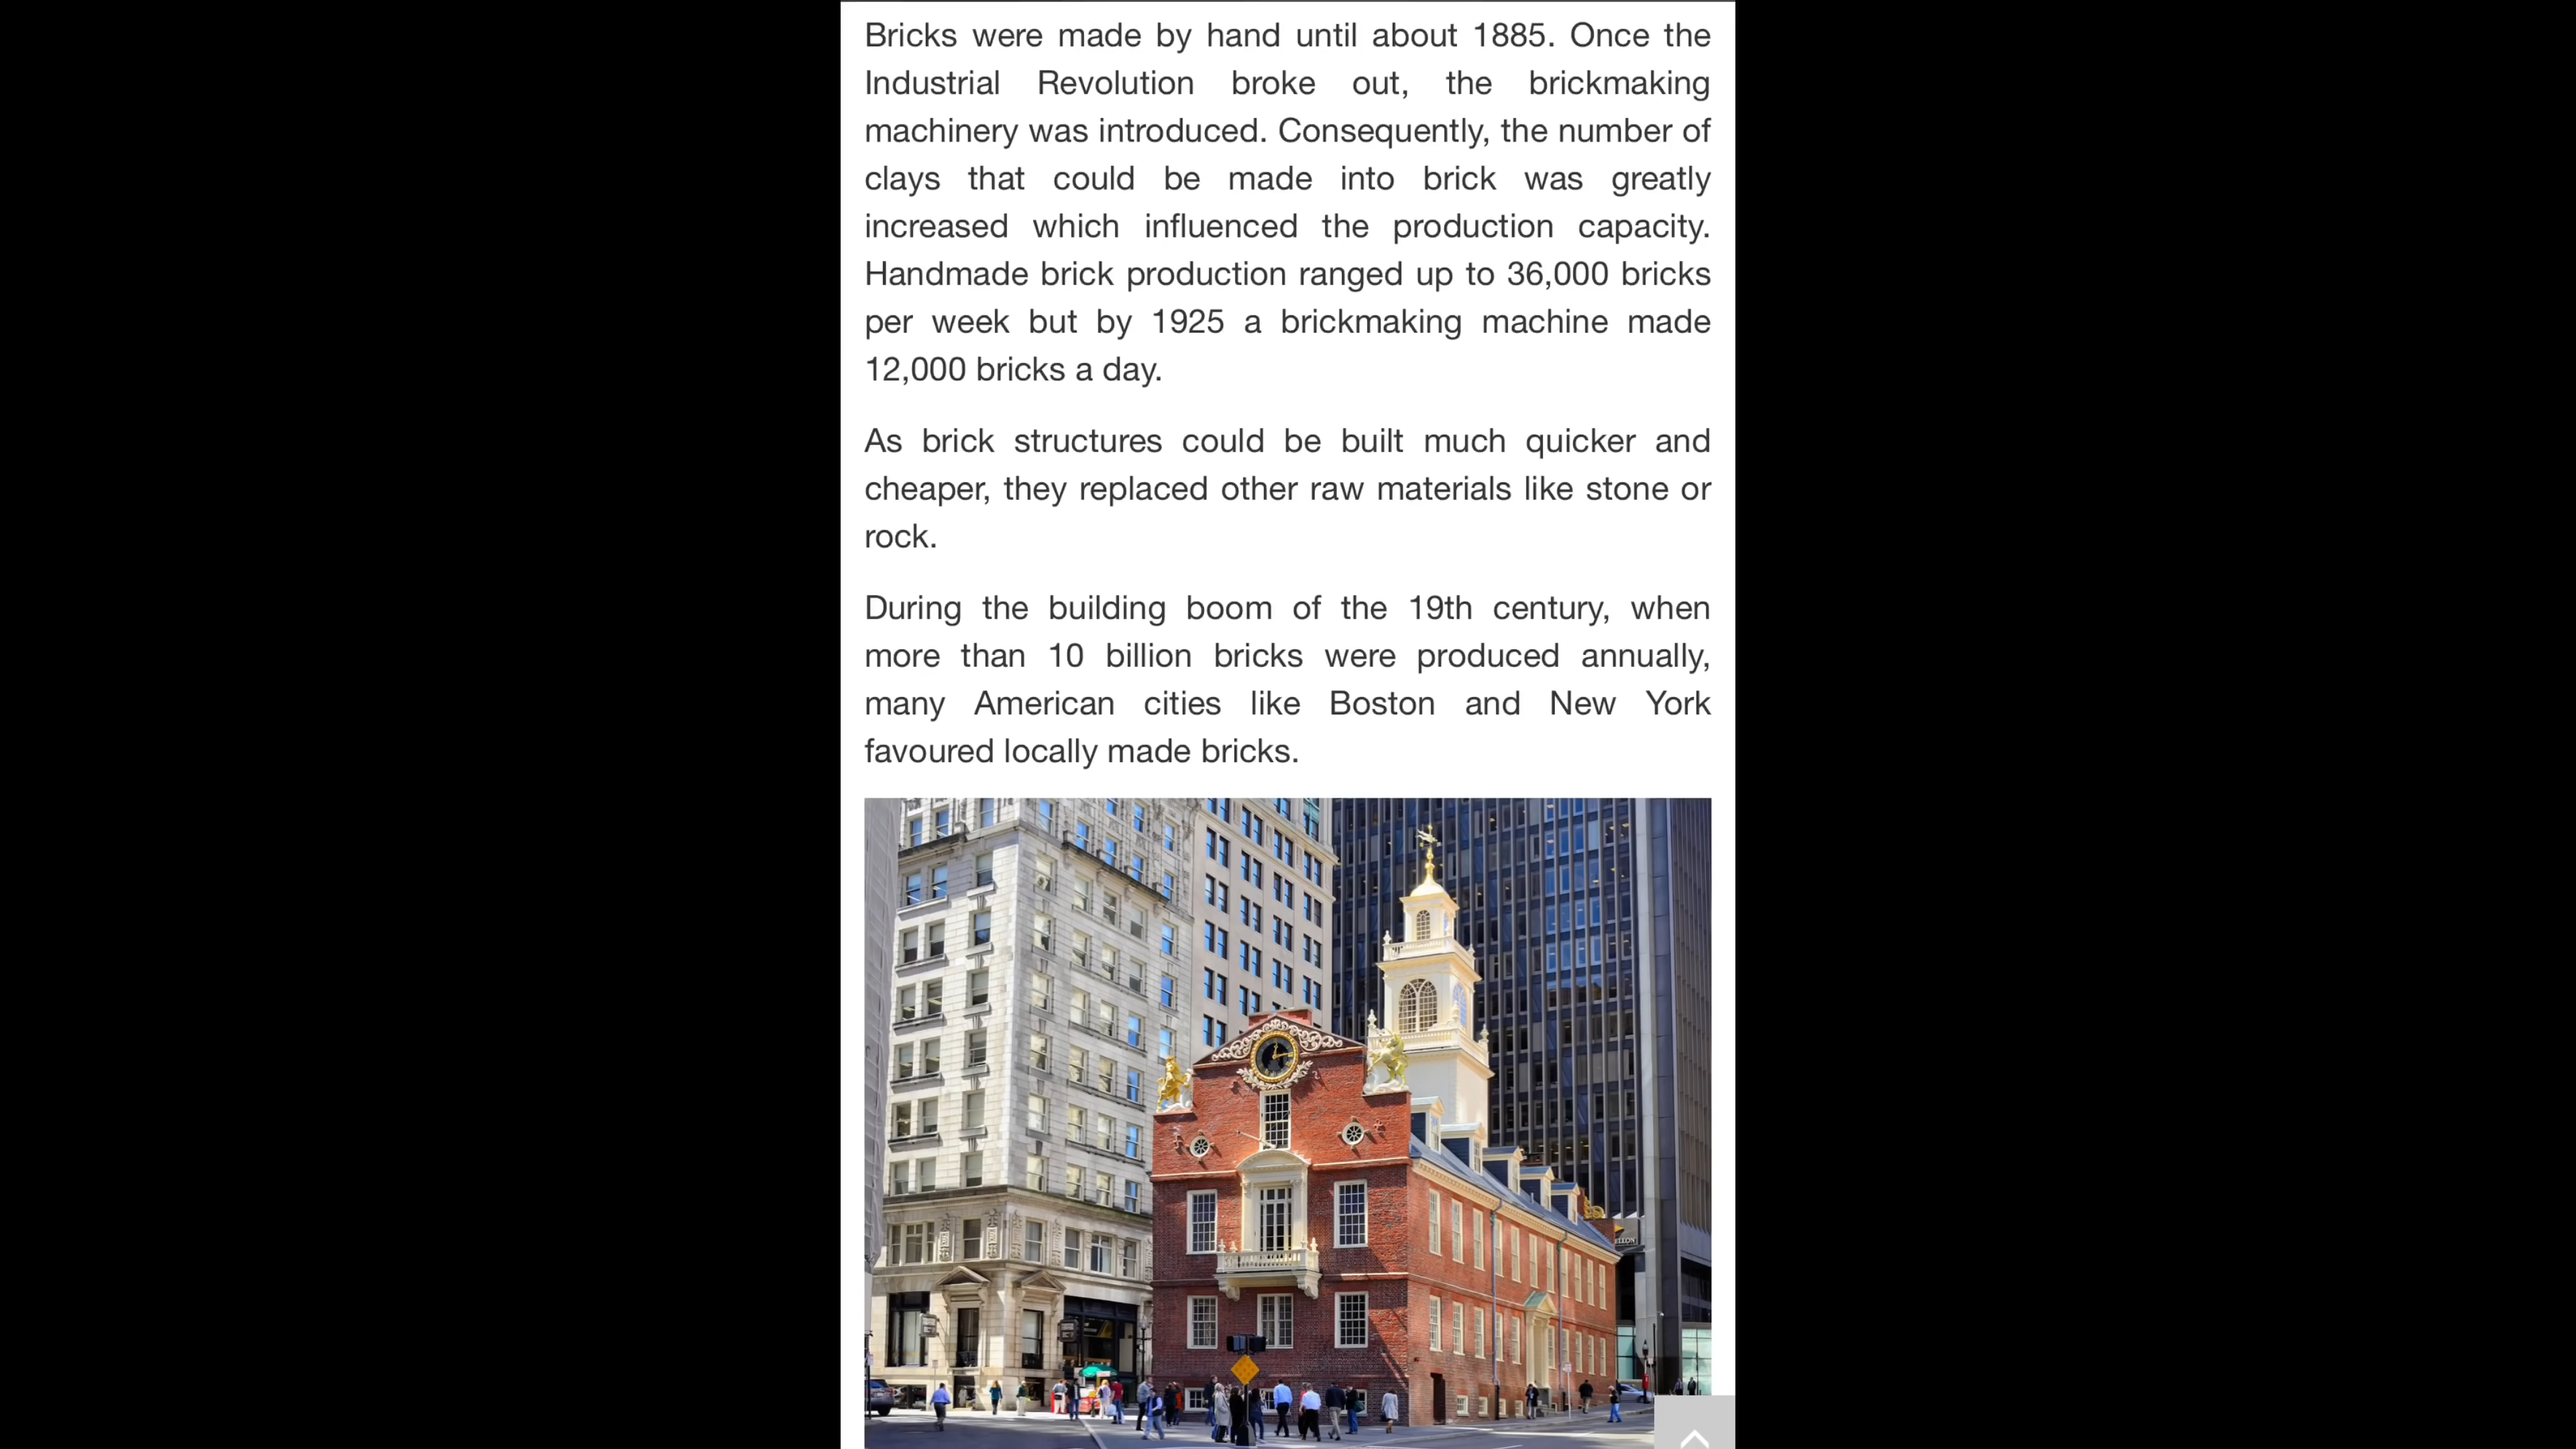 Bricks were made by hand until about 1885. Once the
Industrial Revolution broke out, the brickmaking
machinery was introduced. Consequently, the number of
clays that could be made into brick was greatly
increased which influenced the production capacity.
Handmade brick production ranged up to 36,000 bricks
per week but by 1925 a brickmaking machine made
12,000 bricks a day.
As brick structures could be built much quicker and
cheaper, they replaced other raw materials like stone or
rock.
During the building boom of the 19th century, when
more than 10 billion bricks were produced annually,
many American cities like Boston and New York
favoured locally made bricks.